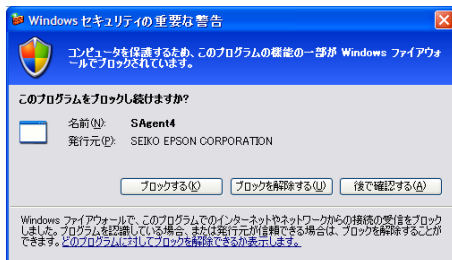 Windows セキュリティの重要な警告
コンピュータを保護するため、このプログラムの機能の一部が Windows ファイアウォ
ールでブロックされています。
このプログラムをブロックし続けますか?
名前(N): SAgent4
発行元(P): SEIKO EPSON CORPORATION
ブロックする(K) ブロックを解除する(U) 後で確認する(A)
Windows ファイアウォールで、このプログラムでのインターネットやネットワークからの接続の受信をブロック
しました。プログラムを認識している場合、または発行元が信頼できる場合は、ブロックを解除することが
できます。どのプログラムに対してブロックを解除できるか表示します。